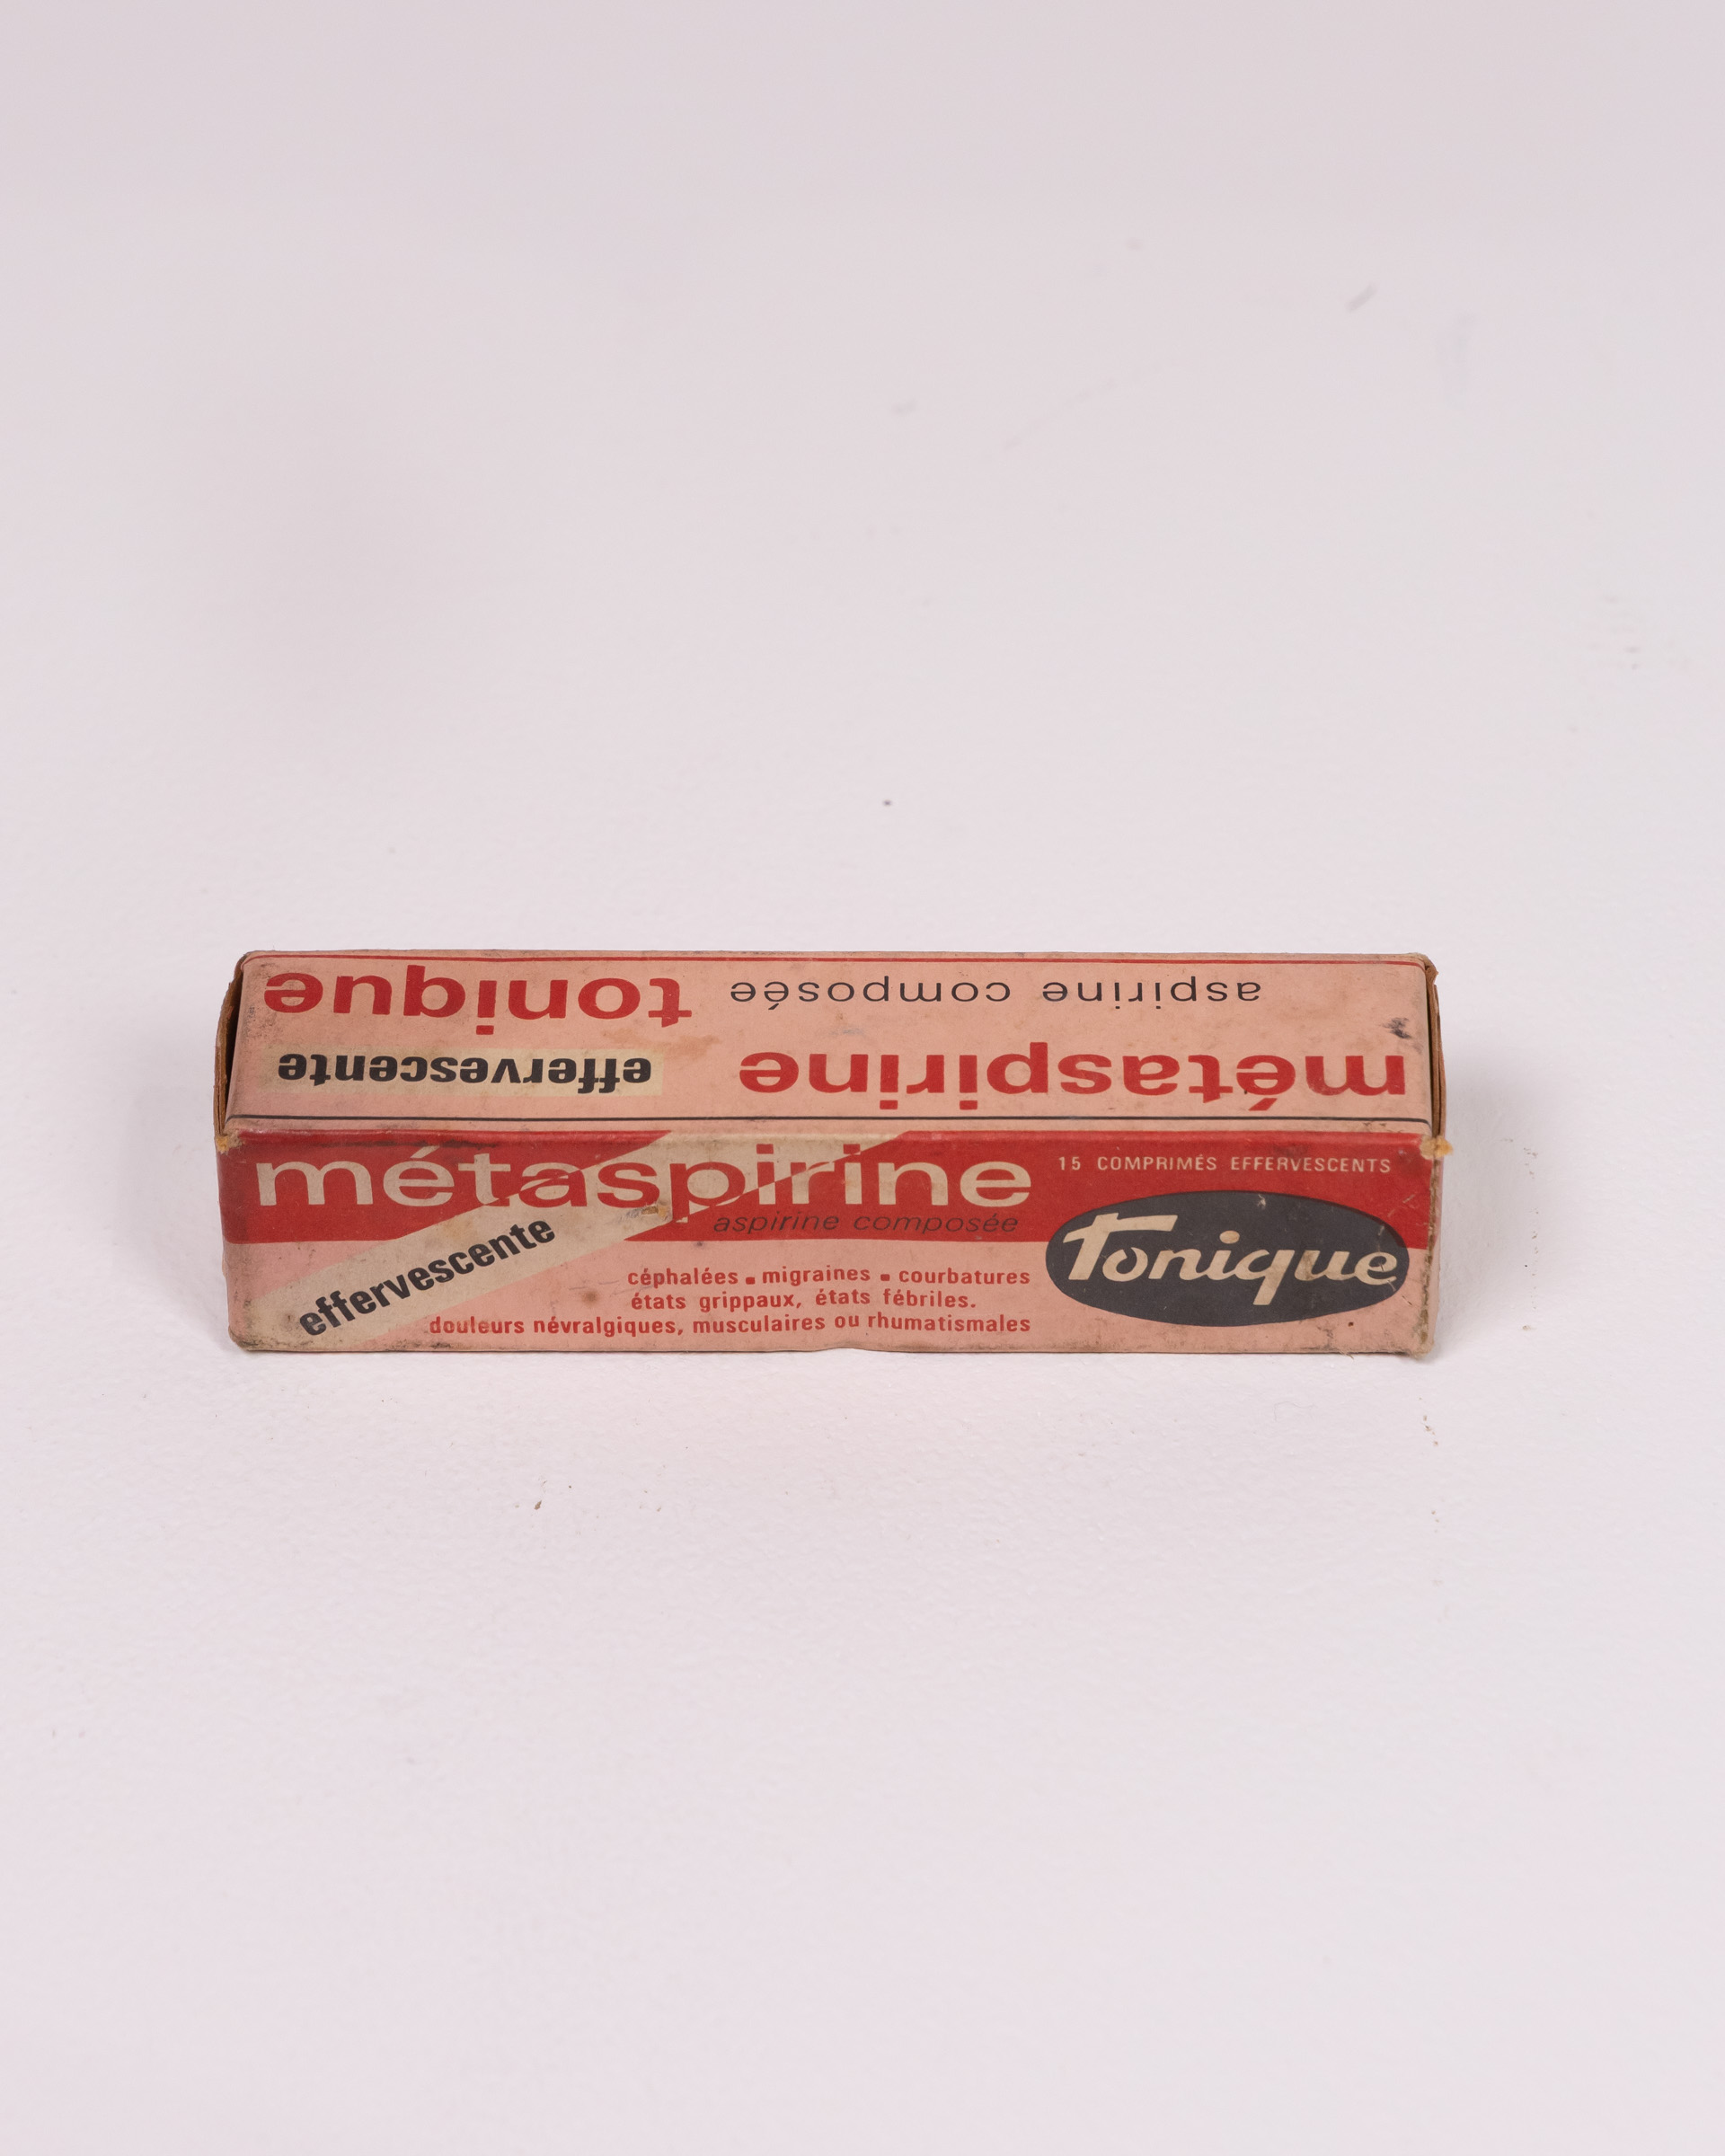 métaspirine
effervescente
aspirine composée
tonique
métaspirine
aspirine composée
effervescente
15 COMPRIMÉS EFFERVESCENTS
Tonique
céphalées ▪ migraines ▪ courbatures
états grippaux, états fébriles.
douleurs névralgiques, musculaires ou rhumatismales